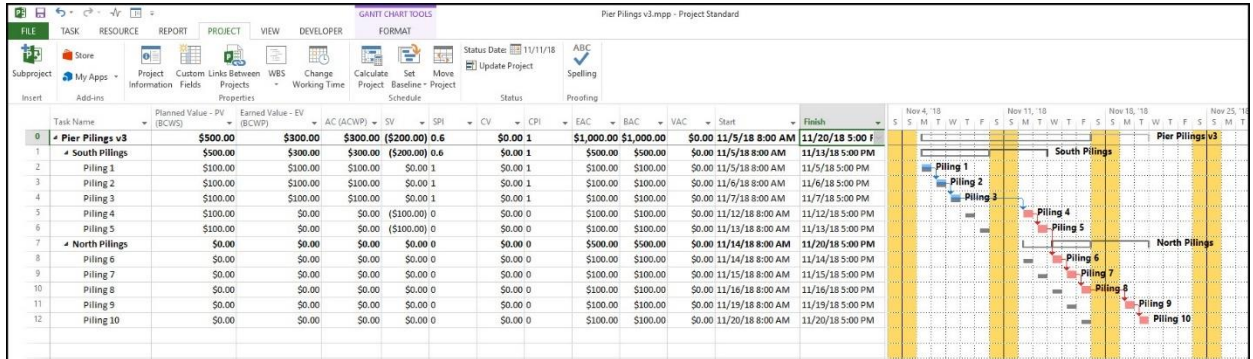 GANTT CHART TOOLS
Pier Pilings v3.mpp - Project Standard
FILE TASK RESOURCE REPORT PROJECT VIEW DEVELOPER FORMAT
Subproject
Store
My Apps
Project Information
Custom Fields
Links Between Projects
WBS
Change Working Time
Calculate Project
Set Baseline
Move Project
Status Date: 11/11/18
Update Project
ABC
Spelling
Insert Add-ins Properties Schedule Status Proofing
Task Name Planned Value - PV (BCWS) Earned Value - EV (BCWP) AC (ACWP) SV SPI CV CPI EAC BAC VAC Start Finish
0 Pier Pilings v3 $500.00 $300.00 $300.00 ($200.00) 0.6 $0.00 1 $1,000.00 $1,000.00 $0.00 11/5/18 8:00 AM 11/20/18 5:00 F
1 South Pilings $500.00 $300.00 $300.00 ($200.00) 0.6 $0.00 1 $500.00 $500.00 $0.00 11/5/18 8:00 AM 11/13/18 5:00 PM
2 Piling 1 $100.00 $100.00 $100.00 $0.00 1 $0.00 1 $100.00 $100.00 $0.00 11/5/18 8:00 AM 11/5/18 5:00 PM
3 Piling 2 $100.00 $100.00 $100.00 $0.00 1 $0.00 1 $100.00 $100.00 $0.00 11/6/18 8:00 AM 11/6/18 5:00 PM
4 Piling 3 $100.00 $100.00 $100.00 $0.00 1 $0.00 1 $100.00 $100.00 $0.00 11/7/18 8:00 AM 11/7/18 5:00 PM
5 Piling 4 $100.00 $0.00 $0.00 ($100.00) 0 $0.00 0 $100.00 $100.00 $0.00 11/12/18 8:00 AM 11/12/18 5:00 PM
6 Piling 5 $100.00 $0.00 $0.00 ($100.00) 0 $0.00 0 $100.00 $100.00 $0.00 11/13/18 8:00 AM 11/13/18 5:00 PM
7 North Pilings $0.00 $0.00 $0.00 $0.00 0 $0.00 0 $500.00 $500.00 $0.00 11/14/18 8:00 AM 11/20/18 5:00 PM
8 Piling 6 $0.00 $0.00 $0.00 $0.00 0 $0.00 0 $100.00 $100.00 $0.00 11/14/18 8:00 AM 11/14/18 5:00 PM
9 Piling 7 $0.00 $0.00 $0.00 $0.00 0 $0.00 0 $100.00 $100.00 $0.00 11/15/18 8:00 AM 11/15/18 5:00 PM
10 Piling 8 $0.00 $0.00 $0.00 $0.00 0 $0.00 0 $100.00 $100.00 $0.00 11/16/18 8:00 AM 11/16/18 5:00 PM
11 Piling 9 $0.00 $0.00 $0.00 $0.00 0 $0.00 0 $100.00 $100.00 $0.00 11/19/18 8:00 AM 11/19/18 5:00 PM
12 Piling 10 $0.00 $0.00 $0.00 $0.00 0 $0.00 0 $100.00 $100.00 $0.00 11/20/18 8:00 AM 11/20/18 5:00 PM
Nov 4, '18 Nov 11, '18 Nov 18, '18 Nov 25, '18
S S M T W T F S S M T W T F S S M T W T F S S M T
Pier Pilings v3
South Pilings
Piling 1
Piling 2
Piling 3
Piling 4
Piling 5
North Pilings
Piling 6
Piling 7
Piling 8
Piling 9
Piling 10